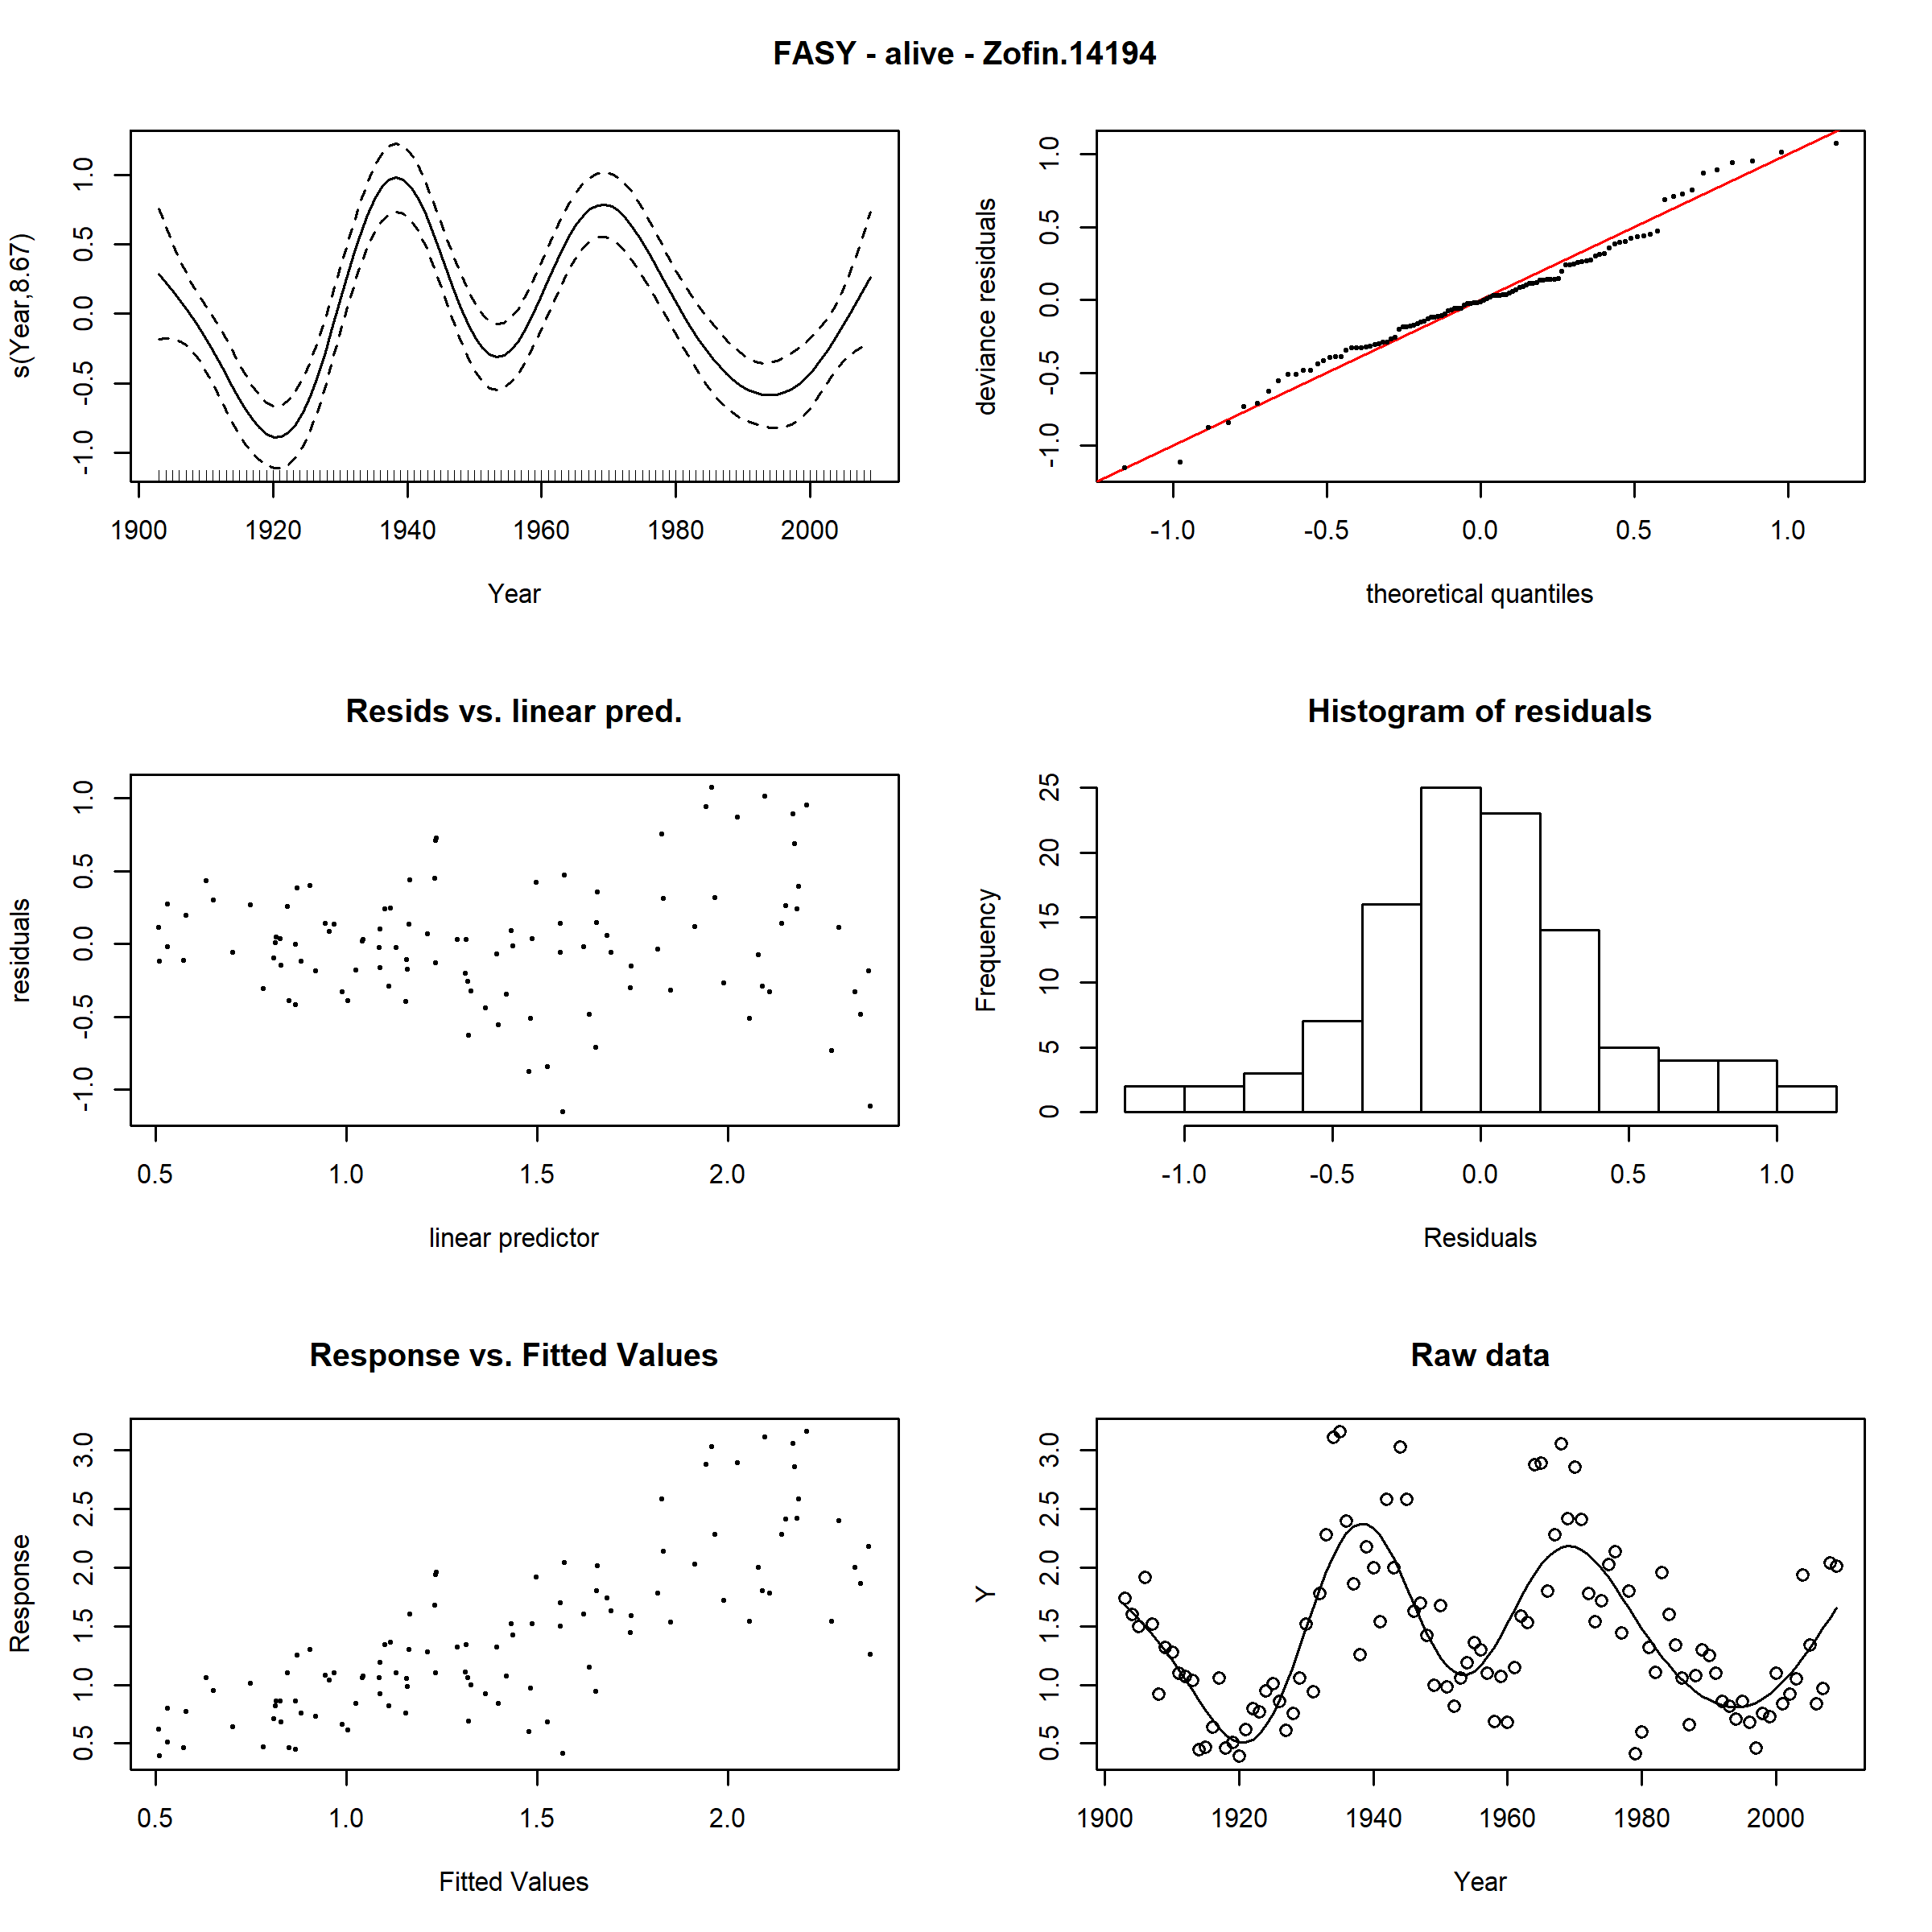 FASY - alive - Zofin.14194
s(Year,8.67)
-1.0 -0.5 0.0 0.5 1.0
1900 1920 1940 1960 1980 2000
Year
deviance residuals
-1.0 -0.5 0.0 0.5 1.0
-1.0 -0.5 0.0 0.5 1.0
theoretical quantiles
Resids vs. linear pred.
residuals
-1.0 -0.5 0.0 0.5 1.0
0.5 1.0 1.5 2.0
linear predictor
Histogram of residuals
Frequency
0 5 10 15 20 25
-1.0 -0.5 0.0 0.5 1.0
Residuals
Response vs. Fitted Values
Response
0.5 1.0 1.5 2.0 2.5 3.0
0.5 1.0 1.5 2.0
Fitted Values
Raw data
Y
0.5 1.0 1.5 2.0 2.5 3.0
1900 1920 1940 1960 1980 2000
Year